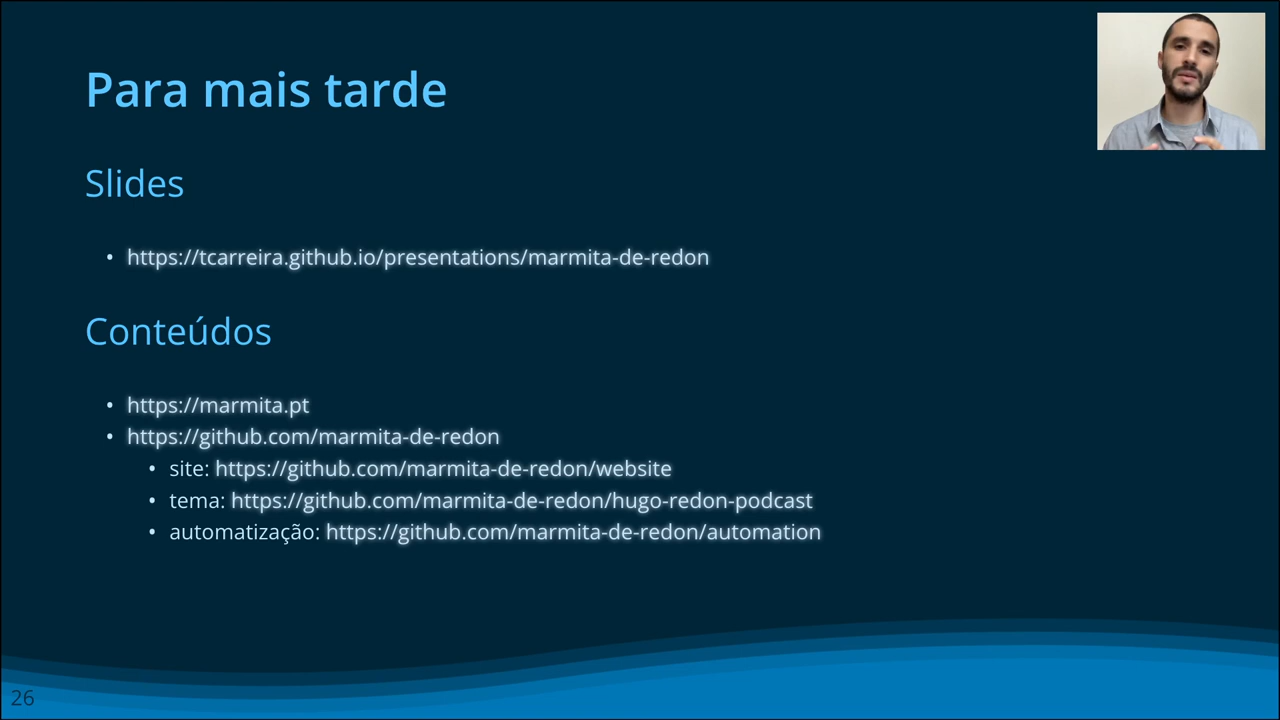 Para mais tarde
Slides
• https://tcarreira.github.io/presentations/marmita-de-redon
Conteúdos
• https://marmita.pt
• https://github.com/marmita-de-redon
• site: https://github.com/marmita-de-redon/website
• tema: https://github.com/marmita-de-redon/hugo-redon-podcast
• automatização: https://github.com/marmita-de-redon/automation
26